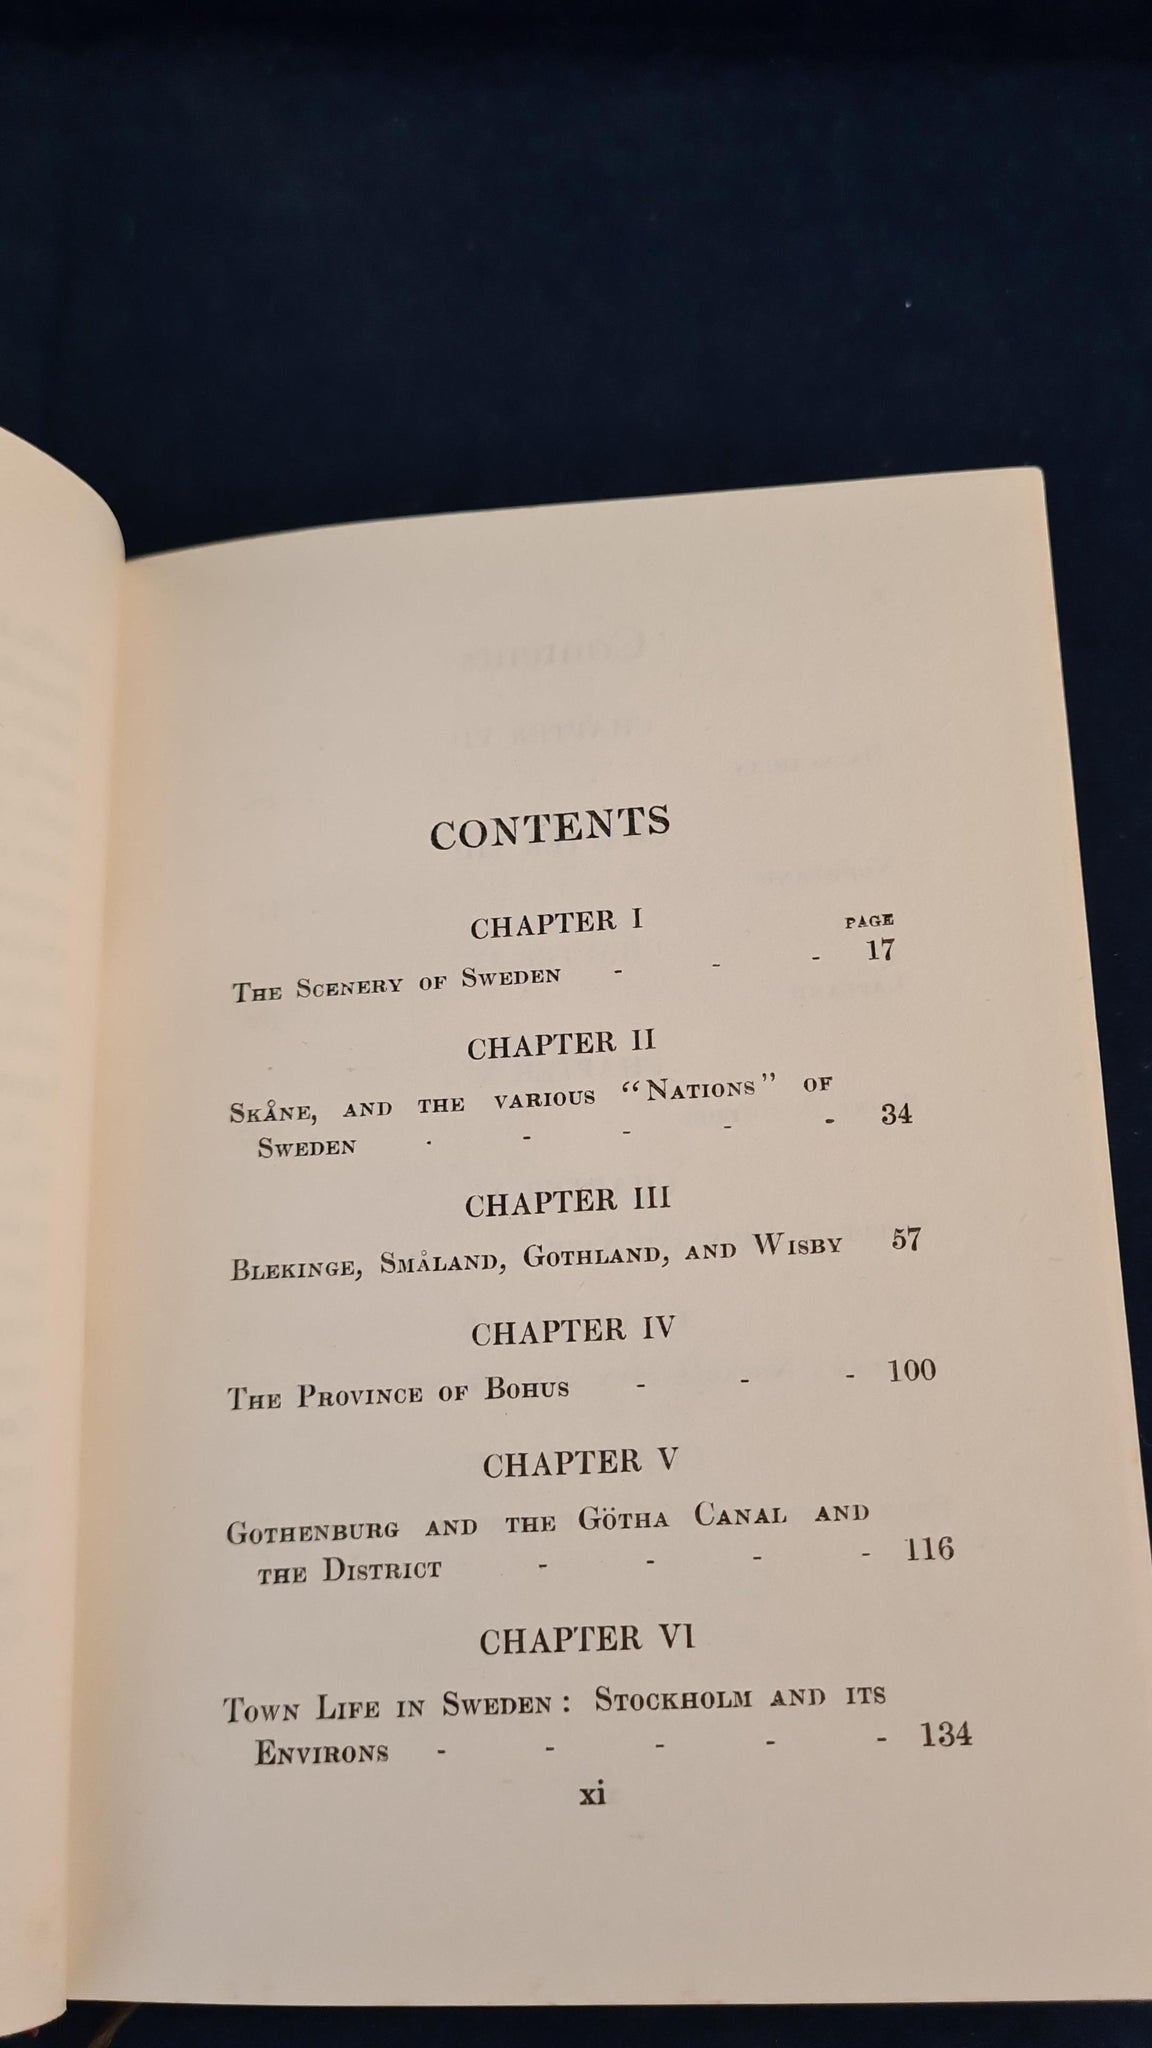 CONTENTS
CHAPTER I
PAGE
The Scenery of Sweden - - - 17
CHAPTER II
Skåne, and the various “Nations” of
Sweden - - - - - 34
CHAPTER III
Blekinge, Småland, Gothland, and Wisby 57
CHAPTER IV
The Province of Bohus - - - 100
CHAPTER V
Gothenburg and the Götha Canal and
the District - - - - 116
CHAPTER VI
Town Life in Sweden: Stockholm and its
Environs - - - - - 134
xi